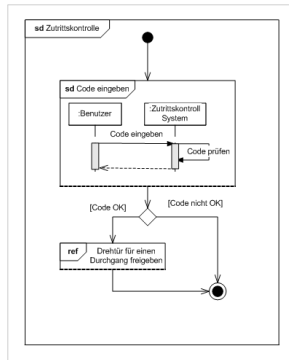 sd Zutrittskontrolle
sd Code eingeben
:Benutzer
:Zutrittskontroll
System
Code eingeben
Code prüfen
[Code OK]
[Code nicht OK]
ref
Drehtür für einen
Durchgang freigeben